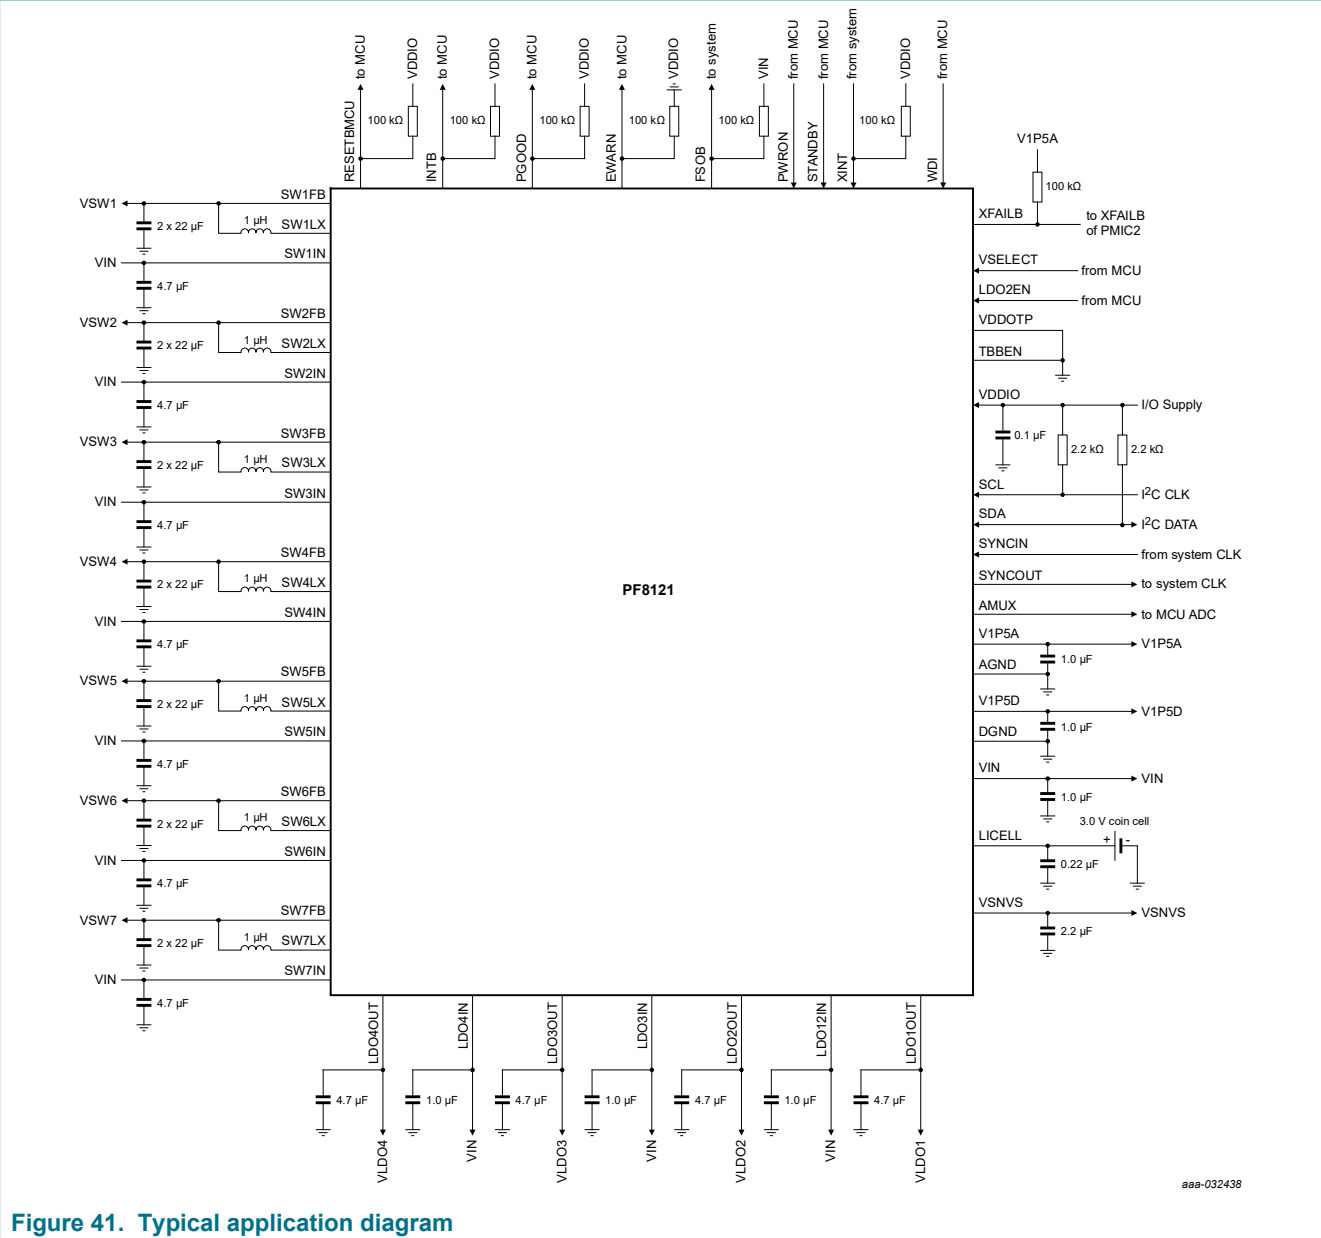 to MCU
VDDIO
to MCU
VDDIO
to MCU
VDDIO
to MCU
VDDIO
to system
VIN
from MCU
from MCU
from system
VDDIO
from MCU
100 kΩ
100 kΩ
100 kΩ
100 kΩ
100 kΩ
100 kΩ
RESETBMCU
INTB
PGOOD
EWARN
FSOB
PWRON
STANDBY
XINT
WDI
VSW1
SW1FB
2 x 22 µF
1 µH
SW1LX
VIN
SW1IN
4.7 µF
VSW2
SW2FB
2 x 22 µF
1 µH
SW2LX
VIN
SW2IN
4.7 µF
VSW3
SW3FB
2 x 22 µF
1 µH
SW3LX
VIN
SW3IN
4.7 µF
VSW4
SW4FB
2 x 22 µF
1 µH
SW4LX
VIN
SW4IN
4.7 µF
VSW5
SW5FB
2 x 22 µF
1 µH
SW5LX
VIN
SW5IN
4.7 µF
VSW6
SW6FB
2 x 22 µF
1 µH
SW6LX
VIN
SW6IN
4.7 µF
VSW7
SW7FB
2 x 22 µF
1 µH
SW7LX
VIN
SW7IN
4.7 µF
PF8121
V1P5A
100 kΩ
XFAILB
to XFAILB
of PMIC2
VSELECT
from MCU
LDO2EN
from MCU
VDDOTP
TBBEN
VDDIO
I/O Supply
0.1 µF
2.2 kΩ
2.2 kΩ
SCL
I2C CLK
SDA
I2C DATA
SYNCIN
from system CLK
SYNCOUT
to system CLK
AMUX
to MCU ADC
V1P5A
V1P5A
1.0 µF
AGND
V1P5D
V1P5D
1.0 µF
DGND
VIN
VIN
1.0 µF
3.0 V coin cell
LICELL
+
-
0.22 µF
VSNVS
VSNVS
2.2 µF
LDO4OUT
LDO4IN
LDO3OUT
LDO3IN
LDO2OUT
LDO12IN
LDO1OUT
4.7 µF
1.0 µF
4.7 µF
1.0 µF
4.7 µF
1.0 µF
4.7 µF
VLDO4
VIN
VLDO3
VIN
VLDO2
VIN
VLDO1
aaa-032438
Figure 41. Typical application diagram